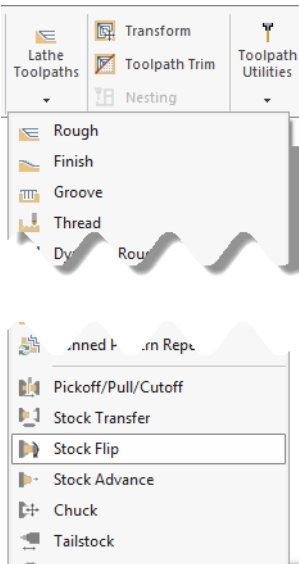 Lathe
Toolpaths
Transform
Toolpath Trim
Nesting
Toolpath
Utilities
Rough
Finish
Groove
Thread
Pickoff/Pull/Cutoff
Stock Transfer
Stock Flip
Stock Advance
Chuck
Tailstock